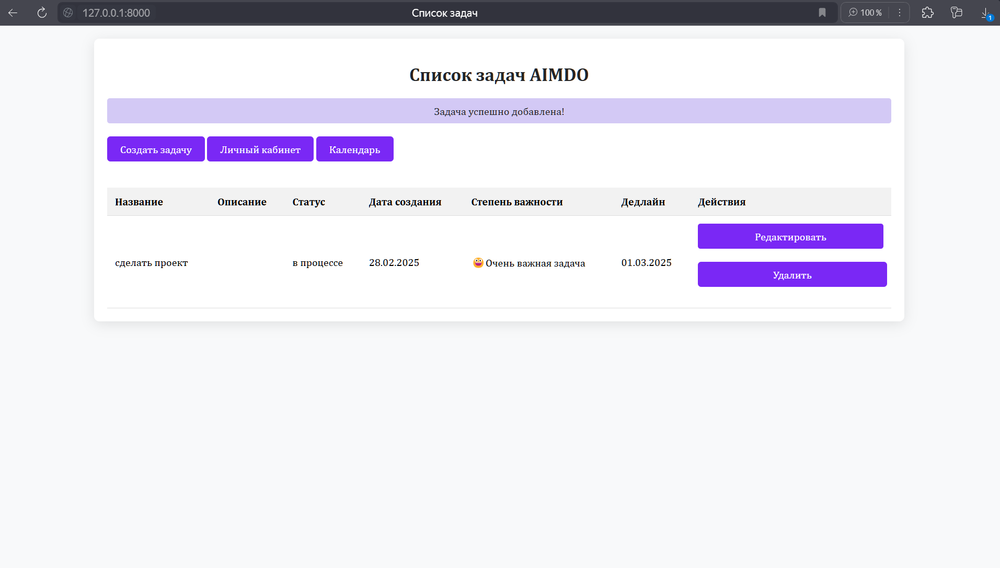 127.0.0.1:8000 Список задач 100 %
1
Список задач AIMDO
Задача успешно добавлена!
Создать задачу Личный кабинет Календарь
Название Описание Статус Дата создания Степень важности Дедлайн Действия
Редактировать
сделать проект в процессе 28.02.2025 Очень важная задача 01.03.2025
Удалить